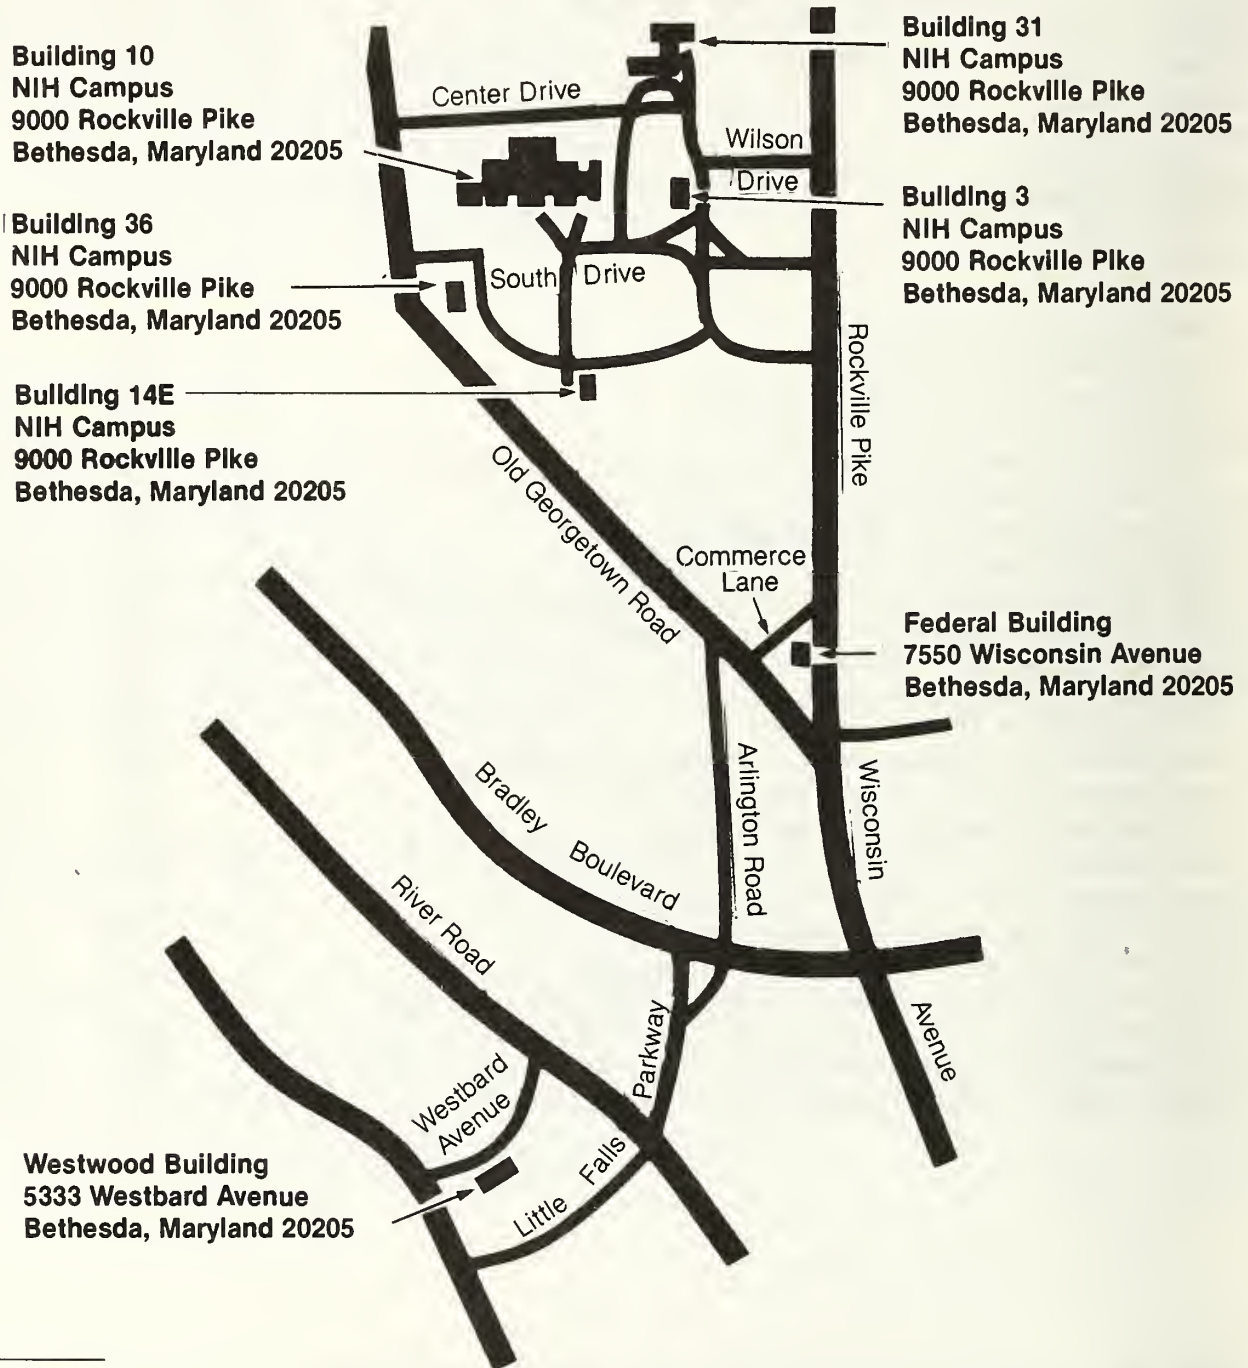 Building 10
NIH Campus
9000 Rockville Pike
Bethesda, Maryland 20205
Building 36
NIH Campus
9000 Rockville Pike
Bethesda, Maryland 20205
Building 14E
NIH Campus
9000 Rockville Pike
Bethesda, Maryland 20205
Building 31
NIH Campus
9000 Rockville Pike
Bethesda, Maryland 20205
Building 3
NIH Campus
9000 Rockville Pike
Bethesda, Maryland 20205
Center Drive
Wilson
Drive
South Drive
Rockville Pike
Old Georgetown Road
Commerce
Lane
Federal Building
7550 Wisconsin Avenue
Bethesda, Maryland 20205
Arlington Road
Wisconsin
Avenue
Bradley Boulevard
River Road
Parkway
Little Falls
Westbard
Avenue
Westwood Building
5333 Westbard Avenue
Bethesda, Maryland 20205